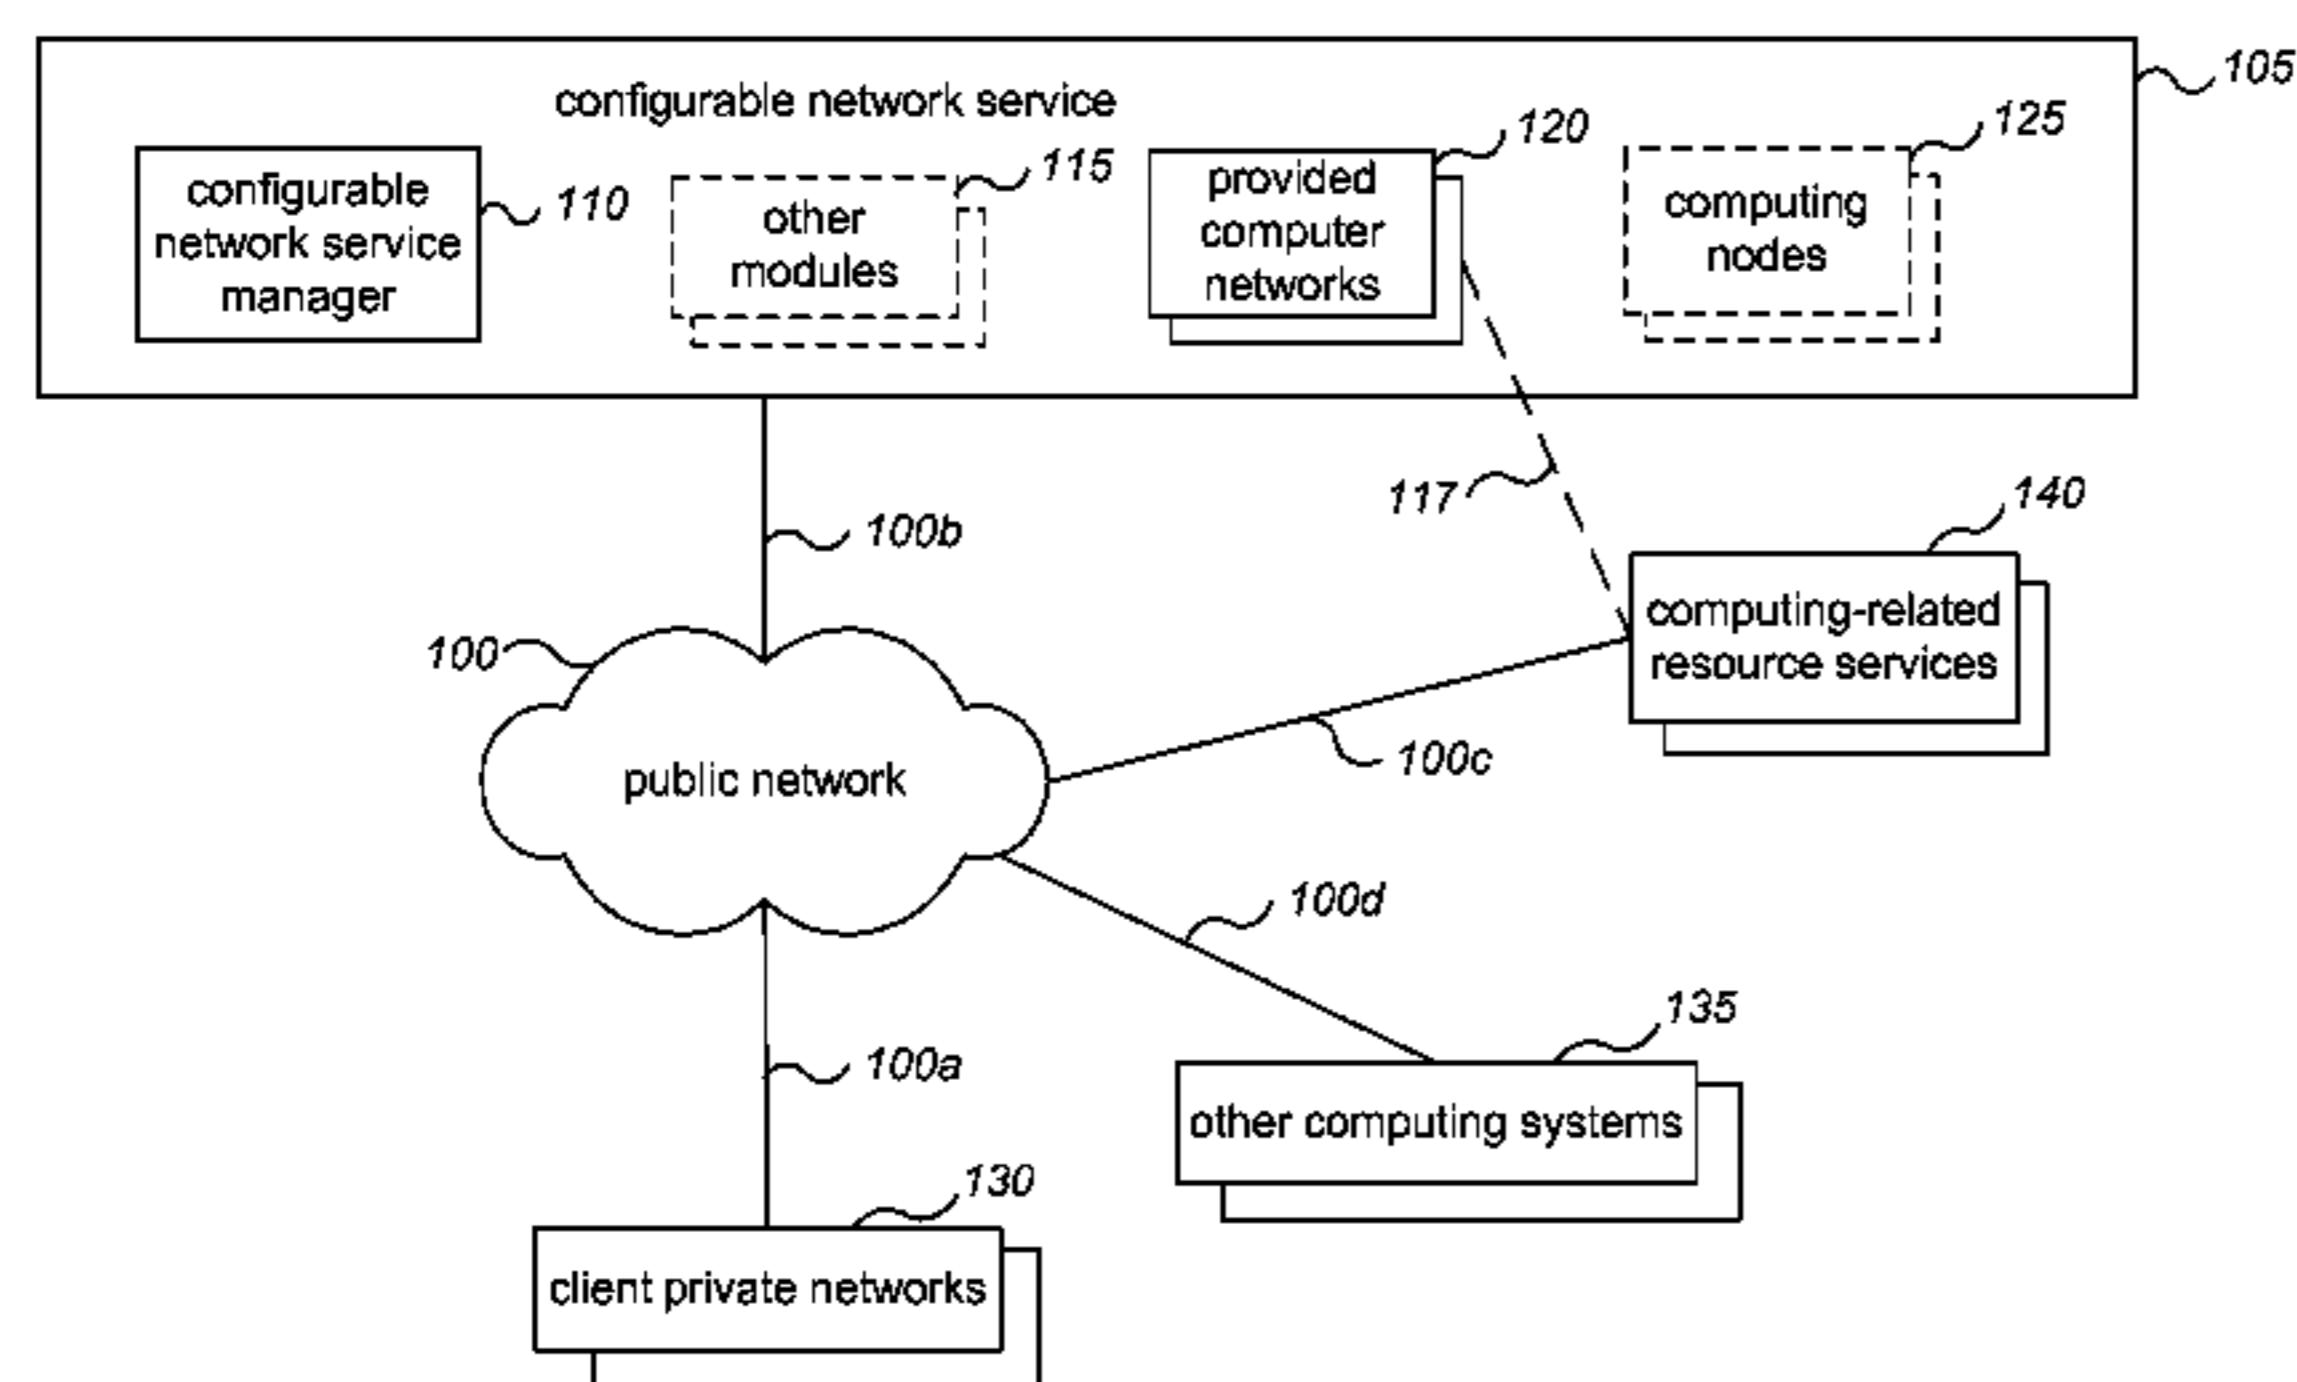 105
configurable network service
120
125
115
configurable
network service
manager
110
other
modules
provided
computer
networks
computing
nodes
117
140
100b
computing-related
resource services
100
100c
public network
100d
135
100a
other computing systems
130
client private networks